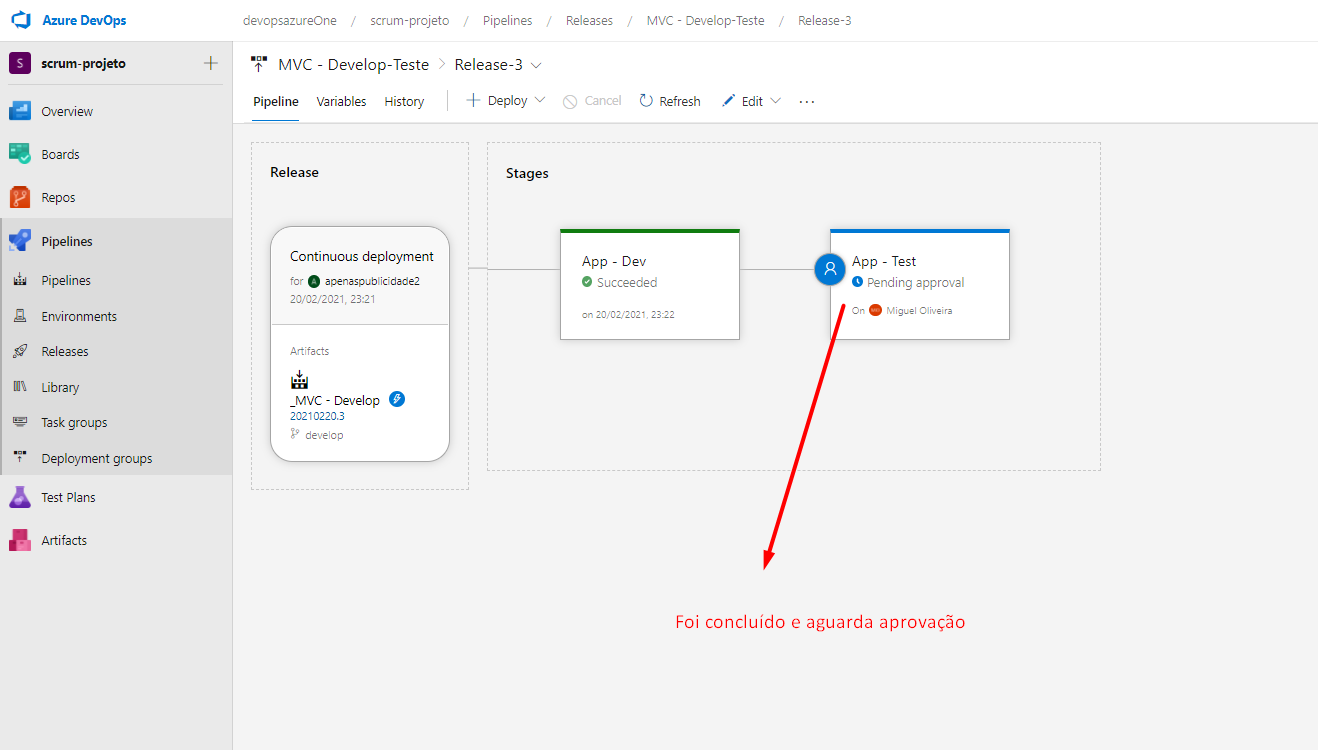 Azure DevOps
devopsazureOne / scrum-projeto / Pipelines / Releases / MVC - Develop-Teste / Release-3
S scrum-projeto
Overview
Boards
Repos
Pipelines
Pipelines
Environments
Releases
Library
Task groups
Deployment groups
Test Plans
Artifacts
MVC - Develop-Teste > Release-3
Pipeline Variables History Deploy Cancel Refresh Edit ...
Release
Continuous deployment
for A apenaspublicidade2
20/02/2021, 23:21
Artifacts
_MVC - Develop
20210220.3
develop
Stages
App - Dev
Succeeded
on 20/02/2021, 23:22
App - Test
Pending approval
On Miguel Oliveira
Foi concluído e aguarda aprovação